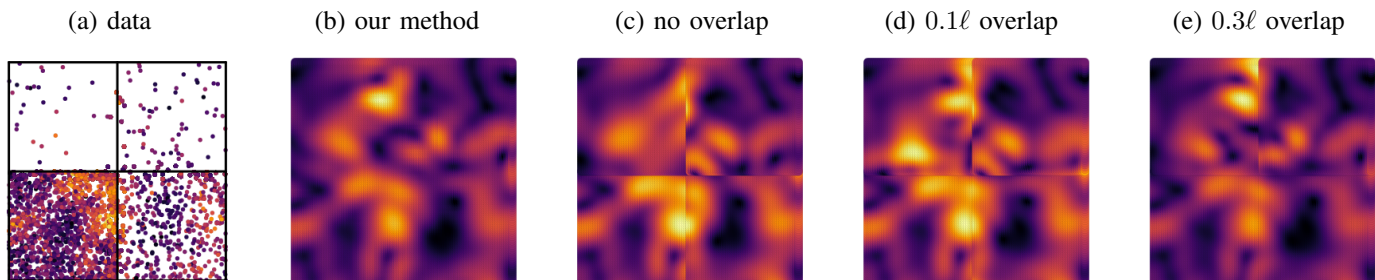 (a) data
(b) our method
(c) no overlap
(d) 0.1ℓ overlap
(e) 0.3ℓ overlap